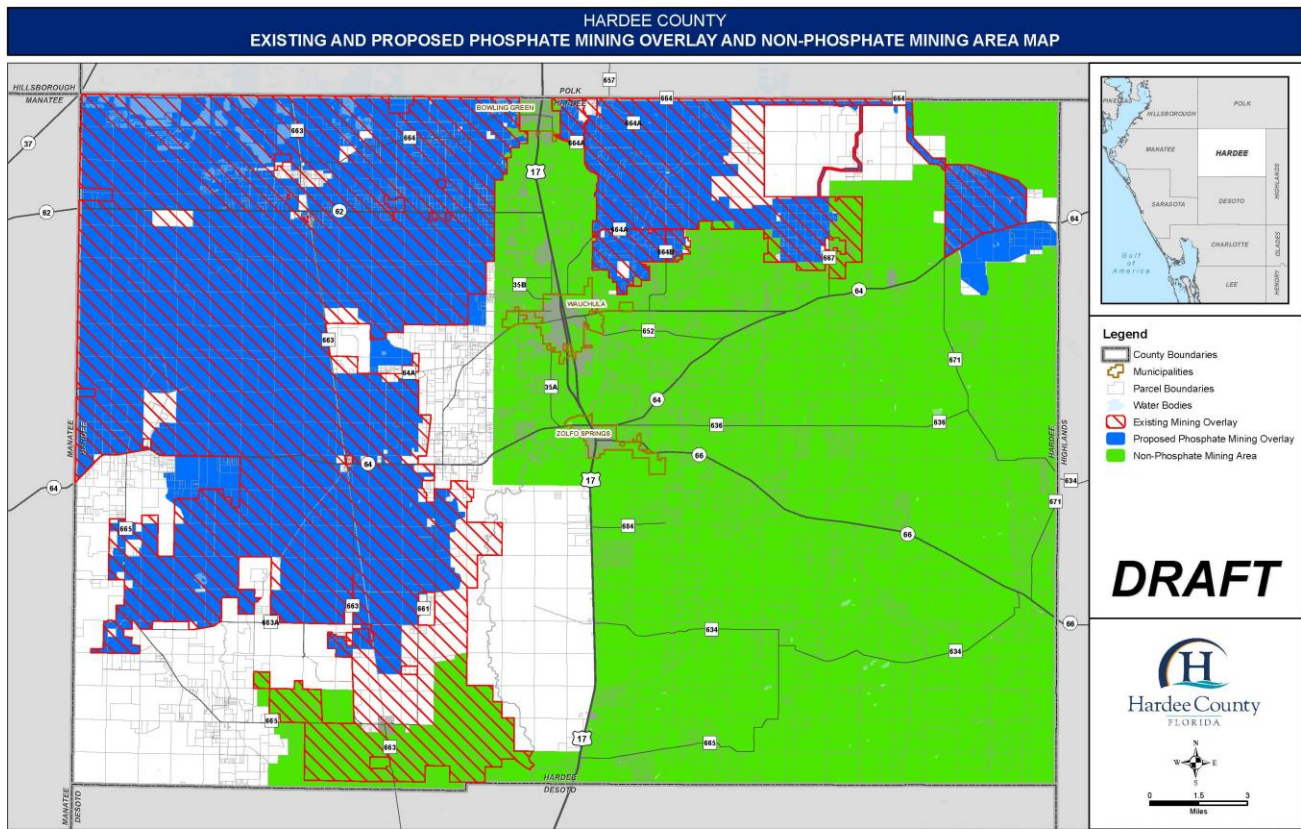 HARDEE COUNTY
EXISTING AND PROPOSED PHOSPHATE MINING OVERLAY AND NON-PHOSPHATE MINING AREA MAP
HILLSBOROUGH
MANATEE
657
POLK
HARDEE
BOWLING GREEN
664
664
37
663
664
664A
664A
17
62
62
664A
664B
667
64
35B
WAUCHULA
64
663
652
64A
671
35A
64
MANATEE
HARDEE
ZOLFO SPRINGS
636
636
HARDEE
HIGHLANDS
64
66
64
17
634
671
665
684
66
663
661
663A
66
634
634
665
17
665
663
HARDEE
DESOTO
MANATEE
DESOTO
PINELLAS
HILLSBOROUGH
POLK
MANATEE
HARDEE
HIGHLANDS
SARASOTA
DESOTO
CHARLOTTE
GLADES
Gulf
of
America
LEE
HENDRY
Legend
County Boundaries
Municipalities
Parcel Boundaries
Water Bodies
Existing Mining Overlay
Proposed Phosphate Mining Overlay
Non-Phosphate Mining Area
DRAFT
H
Hardee County
FLORIDA
N
W E
S
0 1.5 3
Miles